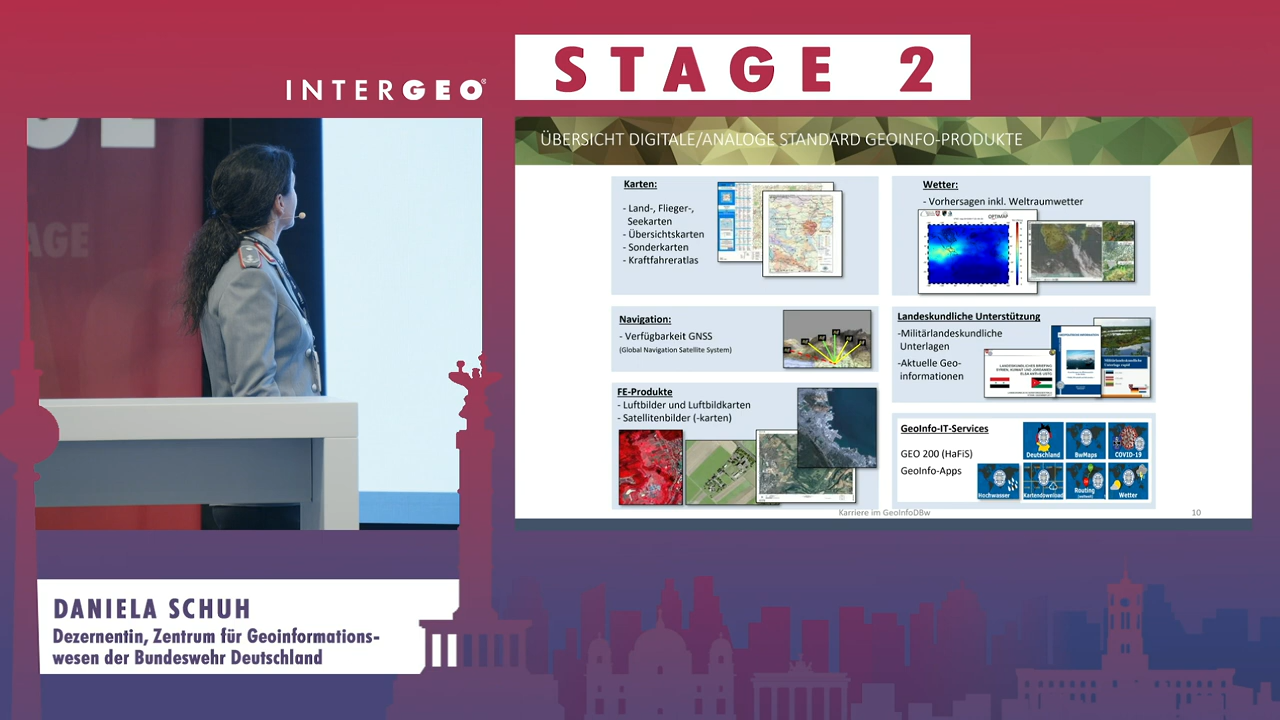 INTERGEO®
STAGE 2
AGE
ÜBERSICHT DIGITALE/ANALOGE STANDARD GEOINFO-PRODUKTE
Karten:
- Land-, Flieger-,
Seekarten
- Übersichtskarten
- Sonderkarten
- Kraftfahreratlas
Wetter:
- Vorhersagen inkl. Weltraumwetter
Navigation:
- Verfügbarkeit GNSS
(Global Navigation Satellite System)
Landeskundliche Unterstützung
-Militärlandeskundliche
Unterlagen
-Aktuelle Geo-
informationen
FE-Produkte
- Luftbilder und Luftbildkarten
- Satellitenbilder (-karten)
GeoInfo-IT-Services
GEO 200 (HaFiS)
GeoInfo-Apps
Deutschland
BwMaps
COVID-19
Hochwasser
Kartendownload
Routing
Wetter
Karriere im GeoInfoDBw
10
DANIELA SCHUH
Dezernentin, Zentrum für Geoinformations-
wesen der Bundeswehr Deutschland